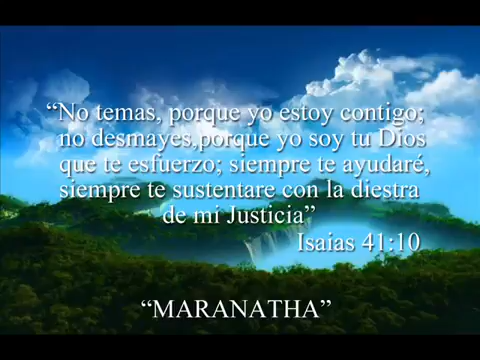 “No temas, porque yo estoy contigo;
no desmayes,porque yo soy tu Dios
que te esfuerzo; siempre te ayudaré,
siempre te sustentare con la diestra
de mi Justicia”
Isaias 41:10
“MARANATHA”